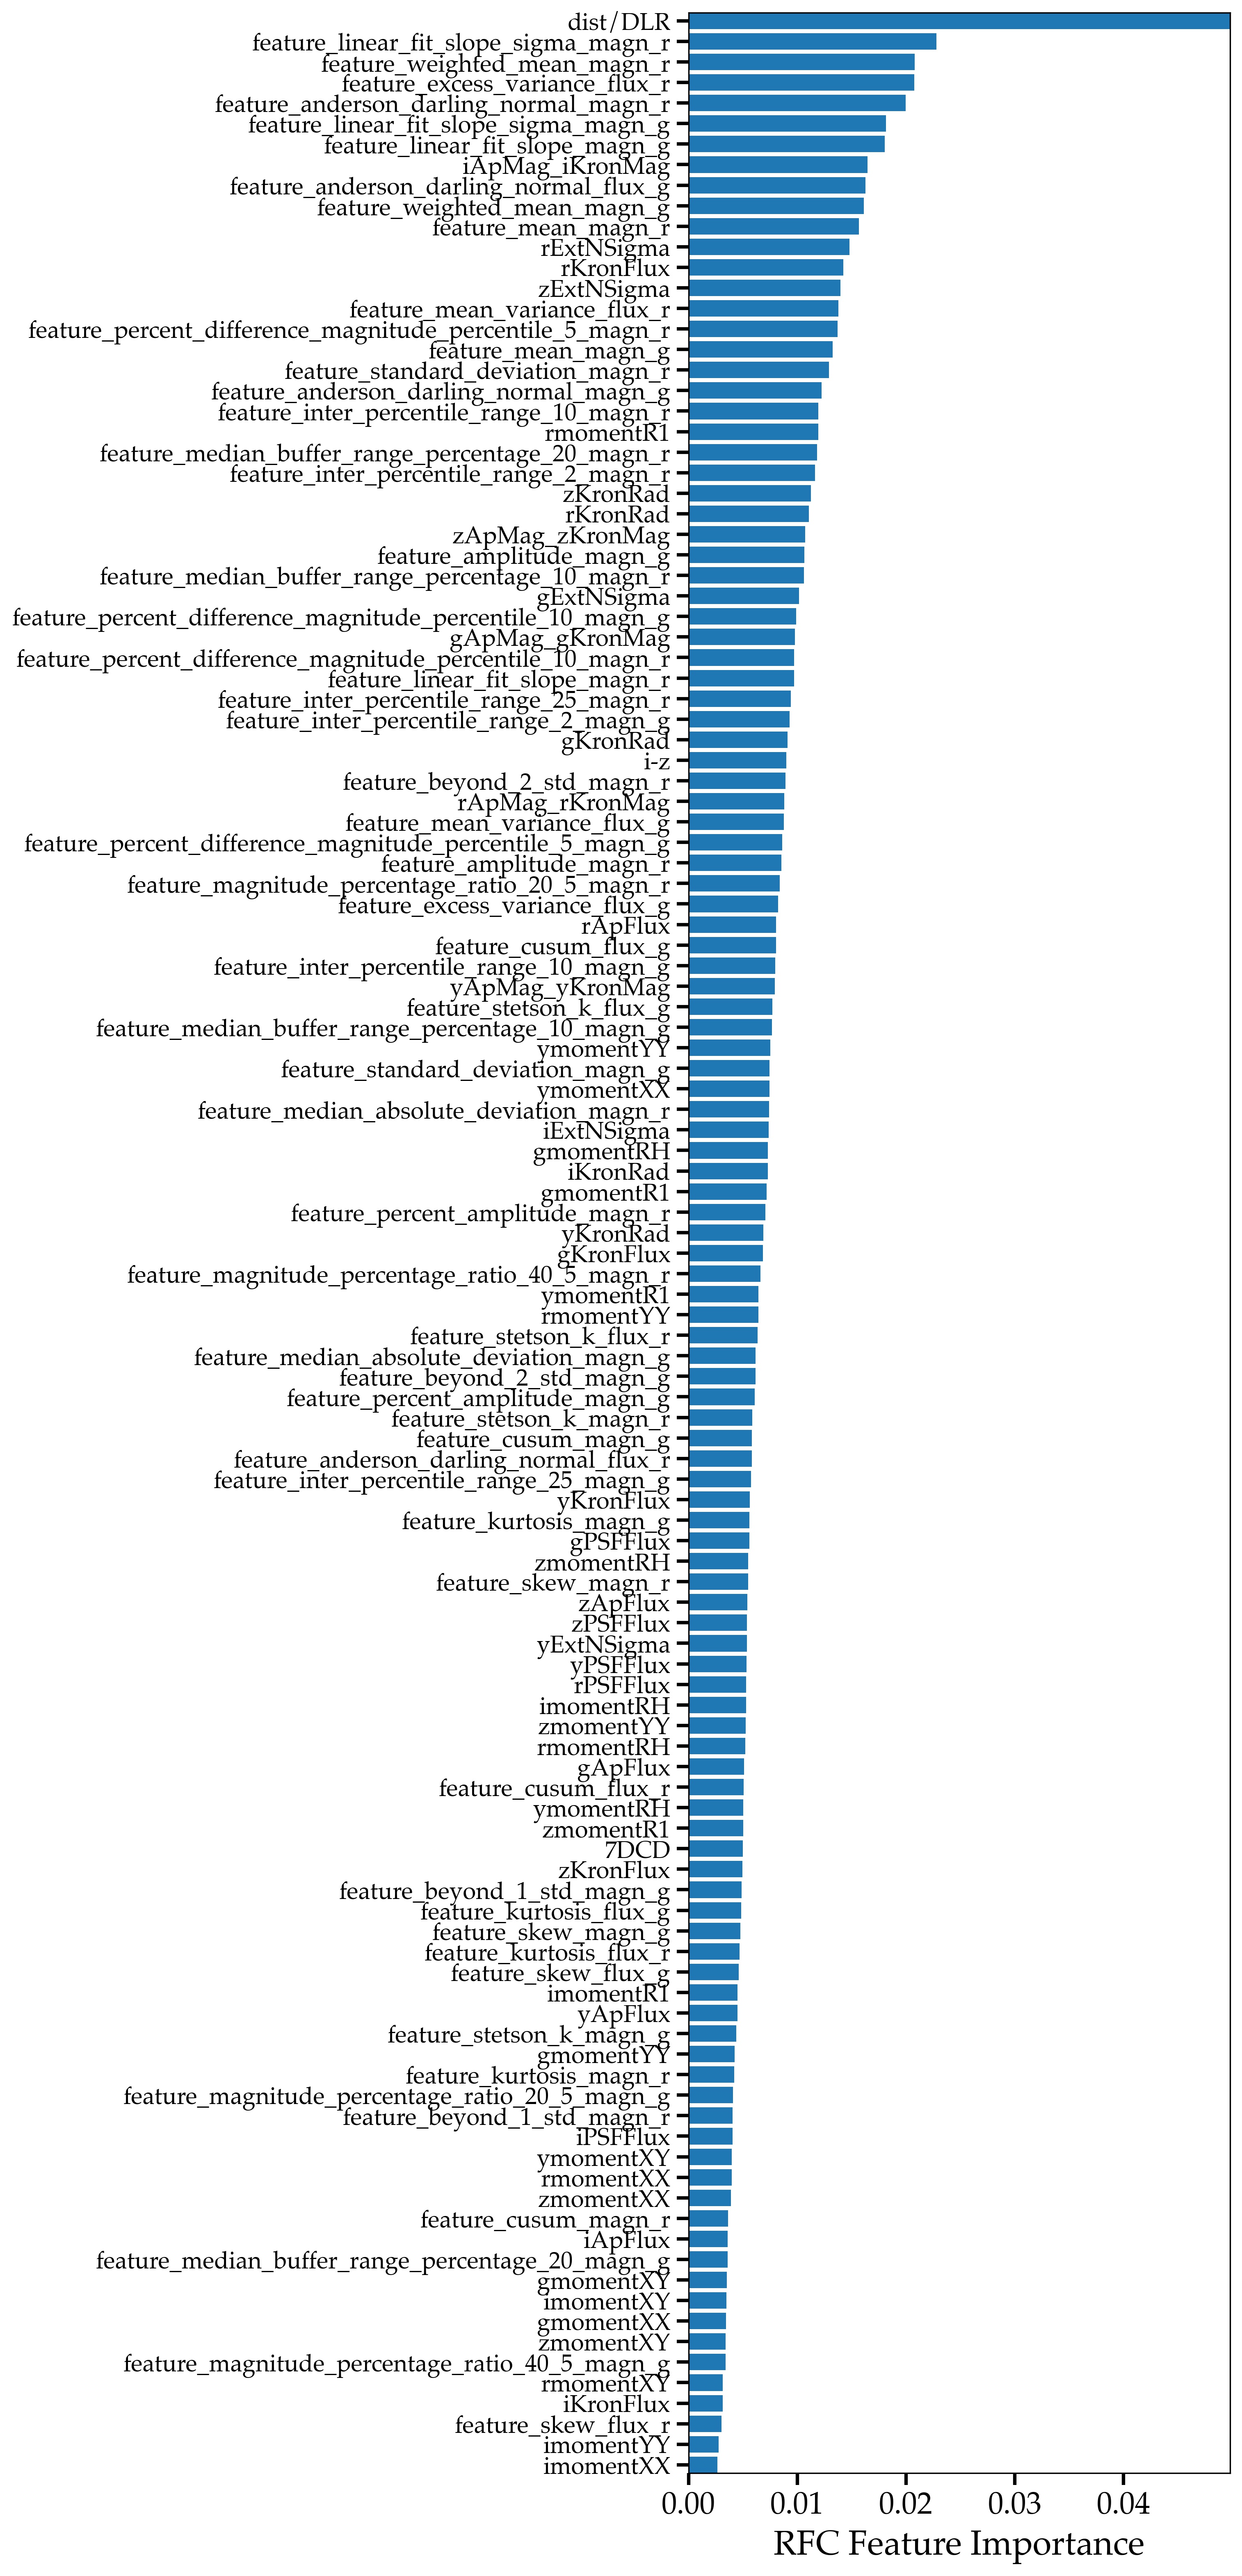 dist/DLR
feature_linear_fit_slope_sigma_magn_r
feature_weighted_mean_magn_r
feature_excess_variance_flux_r
feature_anderson_darling_normal_magn_r
feature_linear_fit_slope_sigma_magn_g
feature_linear_fit_slope_magn_g
iApMag_iKronMag
feature_anderson_darling_normal_flux_g
feature_weighted_mean_magn_g
feature_mean_magn_r
rExtNSigma
rKronFlux
zExtNSigma
feature_mean_variance_flux_r
feature_percent_difference_magnitude_percentile_5_magn_r
feature_mean_magn_g
feature_standard_deviation_magn_r
feature_anderson_darling_normal_magn_g
feature_inter_percentile_range_10_magn_r
rmomentR1
feature_median_buffer_range_percentage_20_magn_r
feature_inter_percentile_range_2_magn_r
zKronRad
rKronRad
zApMag_zKronMag
feature_amplitude_magn_g
feature_median_buffer_range_percentage_10_magn_r
gExtNSigma
feature_percent_difference_magnitude_percentile_10_magn_g
gApMag_gKronMag
feature_percent_difference_magnitude_percentile_10_magn_r
feature_linear_fit_slope_magn_r
feature_inter_percentile_range_25_magn_r
feature_inter_percentile_range_2_magn_g
gKronRad
i-z
feature_beyond_2_std_magn_r
rApMag_rKronMag
feature_mean_variance_flux_g
feature_percent_difference_magnitude_percentile_5_magn_g
feature_amplitude_magn_r
feature_magnitude_percentage_ratio_20_5_magn_r
feature_excess_variance_flux_g
rApFlux
feature_cusum_flux_g
feature_inter_percentile_range_10_magn_g
yApMag_yKronMag
feature_stetson_k_flux_g
feature_median_buffer_range_percentage_10_magn_g
ymomentYY
feature_standard_deviation_magn_g
ymomentXX
feature_median_absolute_deviation_magn_r
iExtNSigma
gmomentRH
iKronRad
gmomentR1
feature_percent_amplitude_magn_r
yKronRad
gKronFlux
feature_magnitude_percentage_ratio_40_5_magn_r
ymomentR1
rmomentYY
feature_stetson_k_flux_r
feature_median_absolute_deviation_magn_g
feature_beyond_2_std_magn_g
feature_percent_amplitude_magn_g
feature_stetson_k_magn_r
feature_cusum_magn_g
feature_anderson_darling_normal_flux_r
feature_inter_percentile_range_25_magn_g
yKronFlux
feature_kurtosis_magn_g
gPSFFlux
zmomentRH
feature_skew_magn_r
zApFlux
zPSFFlux
yExtNSigma
yPSFFlux
rPSFFlux
imomentRH
zmomentYY
rmomentRH
gApFlux
feature_cusum_flux_r
ymomentRH
zmomentR1
7DCD
zKronFlux
feature_beyond_1_std_magn_g
feature_kurtosis_flux_g
feature_skew_magn_g
feature_kurtosis_flux_r
feature_skew_flux_g
imomentR1
yApFlux
feature_stetson_k_magn_g
gmomentYY
feature_kurtosis_magn_r
feature_magnitude_percentage_ratio_20_5_magn_g
feature_beyond_1_std_magn_r
iPSFFlux
ymomentXY
rmomentXX
zmomentXX
feature_cusum_magn_r
iApFlux
feature_median_buffer_range_percentage_20_magn_g
gmomentXY
imomentXY
gmomentXX
zmomentXY
feature_magnitude_percentage_ratio_40_5_magn_g
rmomentXY
iKronFlux
feature_skew_flux_r
imomentYY
imomentXX
0.00 0.01 0.02 0.03 0.04
RFC Feature Importance